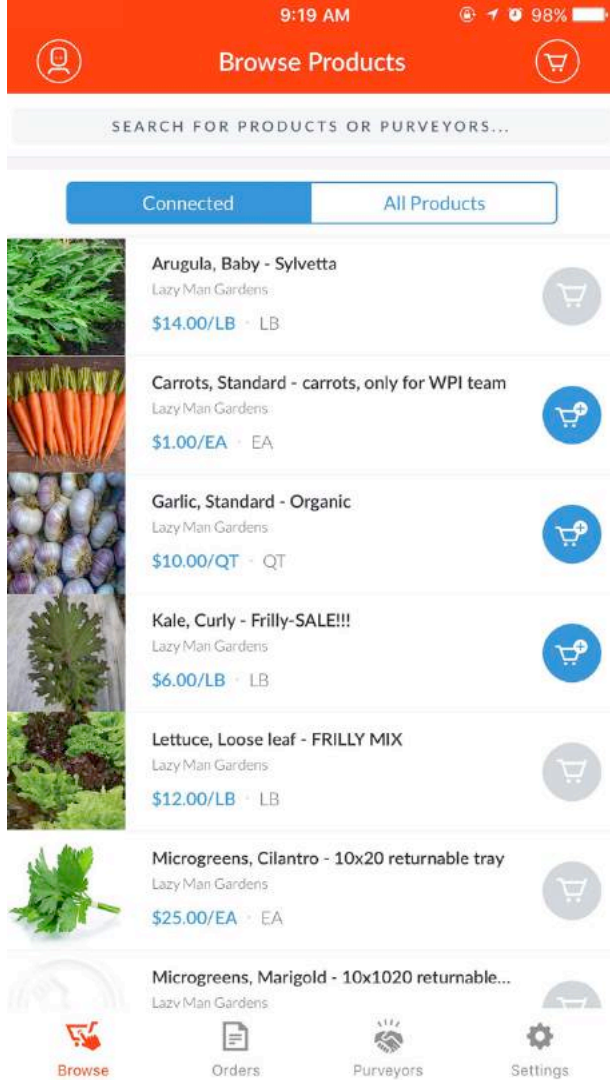 9:19 AM
98%
Browse Products
SEARCH FOR PRODUCTS OR PURVEYORS...
Connected
All Products
Arugula, Baby - Sylvetta
Lazy Man Gardens
$14.00/LB · LB
Carrots, Standard - carrots, only for WPI team
Lazy Man Gardens
$1.00/EA · EA
Garlic, Standard - Organic
Lazy Man Gardens
$10.00/QT · QT
Kale, Curly - Frilly-SALE!!!
Lazy Man Gardens
$6.00/LB · LB
Lettuce, Loose leaf - FRILLY MIX
Lazy Man Gardens
$12.00/LB · LB
Microgreens, Cilantro - 10x20 returnable tray
Lazy Man Gardens
$25.00/EA · EA
Microgreens, Marigold - 10x1020 returnable...
Lazy Man Gardens
Browse
Orders
Purveyors
Settings